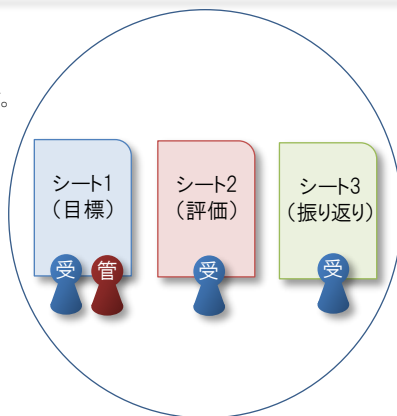 。
シート1
（目標）
シート2
（評価）
シート3
（振り返り）
受
管
受
受